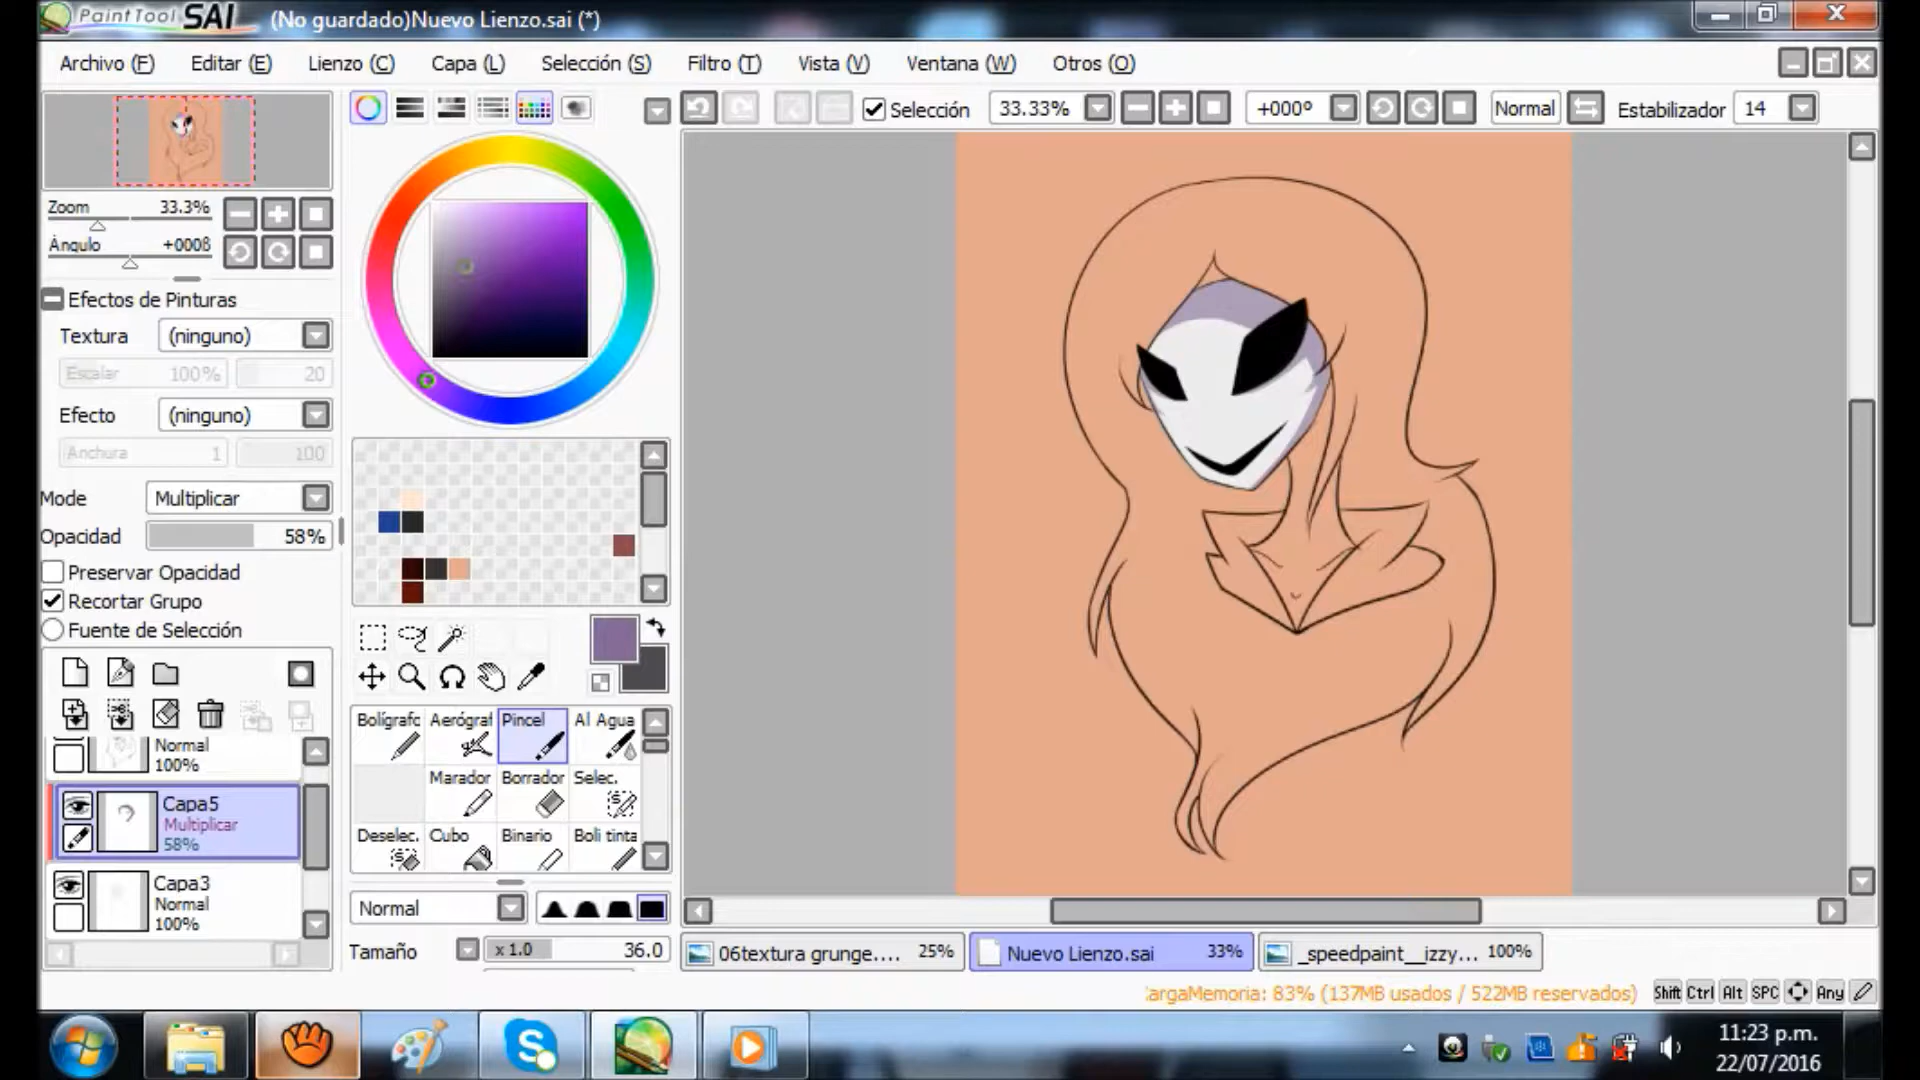 PaintTool SAI (No guardado)Nuevo Lienzo.sai (*)
Archivo (F) Editar (E) Lienzo (C) Capa (L) Selección (S) Filtro (T) Vista (V) Ventana (W) Otros (O)
Selección 33.33% +000º Normal Estabilizador 14
Zoom 33.3%
Ángulo +000ß
Efectos de Pinturas
Textura (ninguno)
Escalar 100% 20
Efecto (ninguno)
Anchura 1 100
Mode Multiplicar
Opacidad 58%
Preservar Opacidad
Recortar Grupo
Fuente de Selección
Normal
100%
Capa5
Multiplicar
58%
Capa3
Normal
100%
Bolígrafo Aerógraf Pincel Al Agua
Marador Borrador Selec.
Deselec. Cubo Binario Boli tinta
Normal
Tamaño x 1.0 36.0
06textura grunge.... 25% Nuevo Lienzo.sai 33% _speedpaint__izzy... 100%
argaMemoria: 83% (137MB usados / 522MB reservados) Shift Ctrl Alt SPC Any
11:23 p.m.
22/07/2016